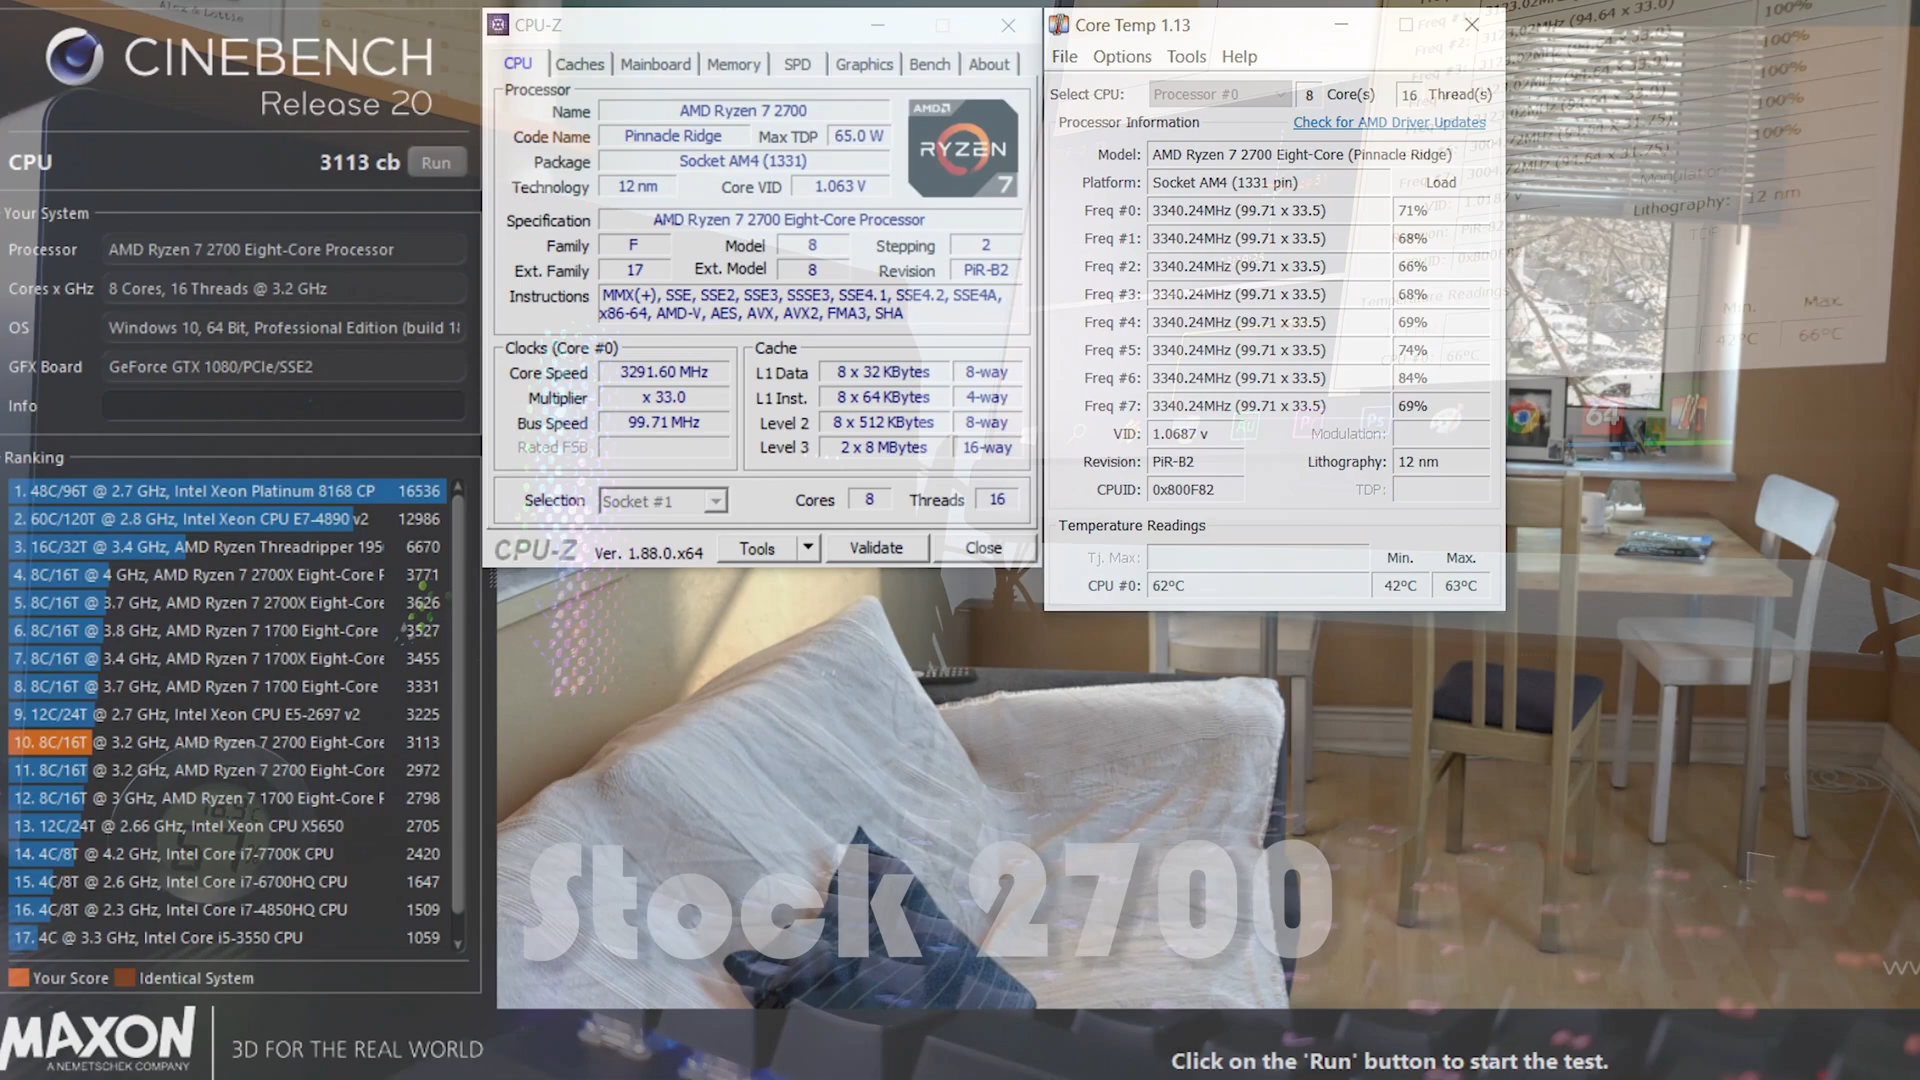 CINEBENCH
Release 20
CPU 3113 cb Run
Your System
Processor AMD Ryzen 7 2700 Eight-Core Processor
Cores x GHz 8 Cores, 16 Threads @ 3.2 GHz
OS Windows 10, 64 Bit, Professional Edition (build 18
GFX Board GeForce GTX 1080/PCIe/SSE2
Info
Ranking
1. 48C/96T @ 2.7 GHz, Intel Xeon Platinum 8168 CP 16536
2. 60C/120T @ 2.8 GHz, Intel Xeon CPU E7-4890 v2 12986
3. 16C/32T @ 3.4 GHz, AMD Ryzen Threadripper 195 6670
4. 8C/16T @ 4 GHz, AMD Ryzen 7 2700X Eight-Core F 3771
5. 8C/16T @ 3.7 GHz, AMD Ryzen 7 2700X Eight-Core 3626
6. 8C/16T @ 3.8 GHz, AMD Ryzen 7 1700 Eight-Core 3527
7. 8C/16T @ 3.4 GHz, AMD Ryzen 7 1700X Eight-Core 3455
8. 8C/16T @ 3.7 GHz, AMD Ryzen 7 1700 Eight-Core 3331
9. 12C/24T @ 2.7 GHz, Intel Xeon CPU E5-2697 v2 3225
10. 8C/16T @ 3.2 GHz, AMD Ryzen 7 2700 Eight-Core 3113
11. 8C/16T @ 3.2 GHz, AMD Ryzen 7 2700 Eight-Core 2972
12. 8C/16T @ 3 GHz, AMD Ryzen 7 1700 Eight-Core F 2798
13. 12C/24T @ 2.66 GHz, Intel Xeon CPU X5650 2705
14. 4C/8T @ 4.2 GHz, Intel Core i7-7700K CPU 2420
15. 4C/8T @ 2.6 GHz, Intel Core i7-6700HQ CPU 1647
16. 4C/8T @ 2.3 GHz, Intel Core i7-4850HQ CPU 1509
17. 4C @ 3.3 GHz, Intel Core i5-3550 CPU 1059
Your Score Identical System
MAXON
A NEMETSCHEK COMPANY
3D FOR THE REAL WORLD
CPU-Z
CPU Caches Mainboard Memory SPD Graphics Bench About
Processor
Name AMD Ryzen 7 2700
Code Name Pinnacle Ridge Max TDP 65.0 W
Package Socket AM4 (1331)
Technology 12 nm Core VID 1.063 V
AMD
RYZEN
7
Specification AMD Ryzen 7 2700 Eight-Core Processor
Family F Model 8 Stepping 2
Ext. Family 17 Ext. Model 8 Revision PiR-B2
Instructions MMX(+), SSE, SSE2, SSE3, SSSE3, SSE4.1, SSE4.2, SSE4A,
x86-64, AMD-V, AES, AVX, AVX2, FMA3, SHA
Clocks (Core #0)
Core Speed 3291.60 MHz
Multiplier x 33.0
Bus Speed 99.71 MHz
Rated FSB
Cache
L1 Data 8 x 32 KBytes 8-way
L1 Inst. 8 x 64 KBytes 4-way
Level 2 8 x 512 KBytes 8-way
Level 3 2 x 8 MBytes 16-way
Selection Socket #1 Cores 8 Threads 16
CPU-Z Ver. 1.88.0.x64 Tools Validate Close
Core Temp 1.13
File Options Tools Help
Select CPU: Processor #0 8 Core(s) 16 Thread(s)
Processor Information Check for AMD Driver Updates
Model: AMD Ryzen 7 2700 Eight-Core (Pinnacle Ridge)
Platform: Socket AM4 (1331 pin) Load
Freq #0: 3340.24MHz (99.71 x 33.5) 71%
Freq #1: 3340.24MHz (99.71 x 33.5) 68%
Freq #2: 3340.24MHz (99.71 x 33.5) 66%
Freq #3: 3340.24MHz (99.71 x 33.5) 68%
Freq #4: 3340.24MHz (99.71 x 33.5) 69%
Freq #5: 3340.24MHz (99.71 x 33.5) 74%
Freq #6: 3340.24MHz (99.71 x 33.5) 84%
Freq #7: 3340.24MHz (99.71 x 33.5) 69%
VID: 1.0687 v Modulation:
Revision: PiR-B2 Lithography: 12 nm
CPUID: 0x800F82 TDP:
Temperature Readings
Tj. Max: Min. Max.
CPU #0: 62ºC 42ºC 63ºC
100%
100%
100%
100%
Lithography: 12 nm
Min. Max.
42ºC 66ºC
Stock 2700
Click on the 'Run' button to start the test.